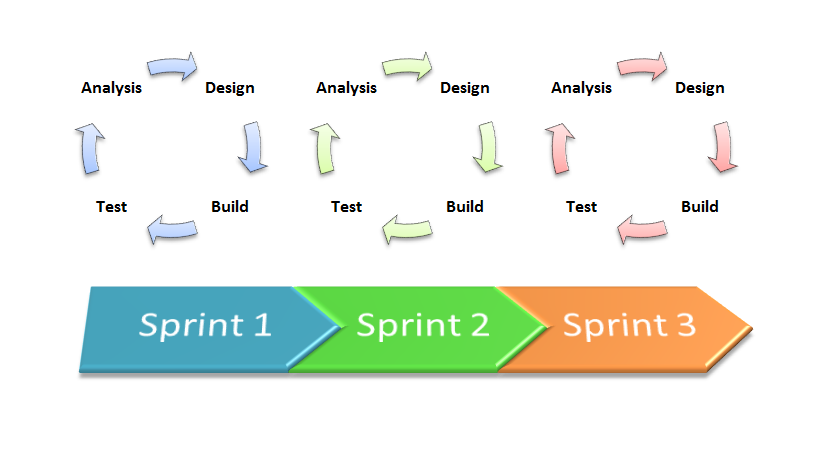 Analysis Design
Test Build
Analysis Design
Test Build
Analysis Design
Test Build
Sprint 1
Sprint 2
Sprint 3